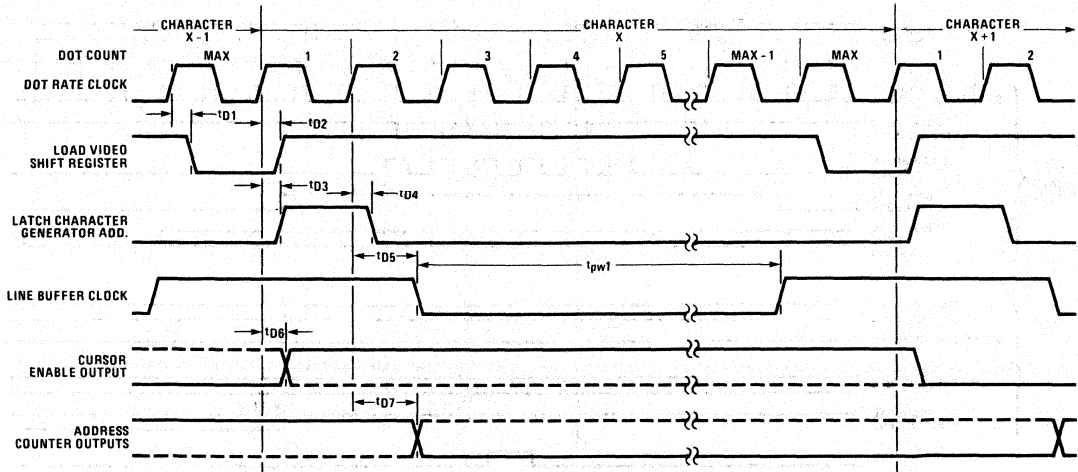 CHARACTER X - 1
CHARACTER X
CHARACTER X + 1
DOT COUNT
MAX
1
2
3
4
5
MAX - 1
MAX
1
2
DOT RATE CLOCK
tD1
tD2
LOAD VIDEO
SHIFT REGISTER
tD3
tD4
LATCH CHARACTER
GENERATOR ADD.
tD5
tpw1
LINE BUFFER CLOCK
tD6
CURSOR
ENABLE OUTPUT
tD7
ADDRESS
COUNTER OUTPUTS